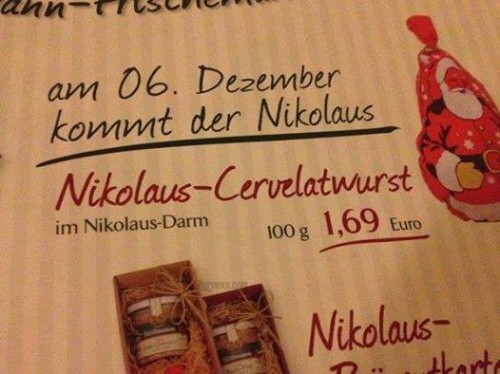 am 06. Dezember
kommt der Nikolaus
Nikolaus-Cervelatwurst
im Nikolaus-Darm
100 g 1,69 Euro
Nikolaus-